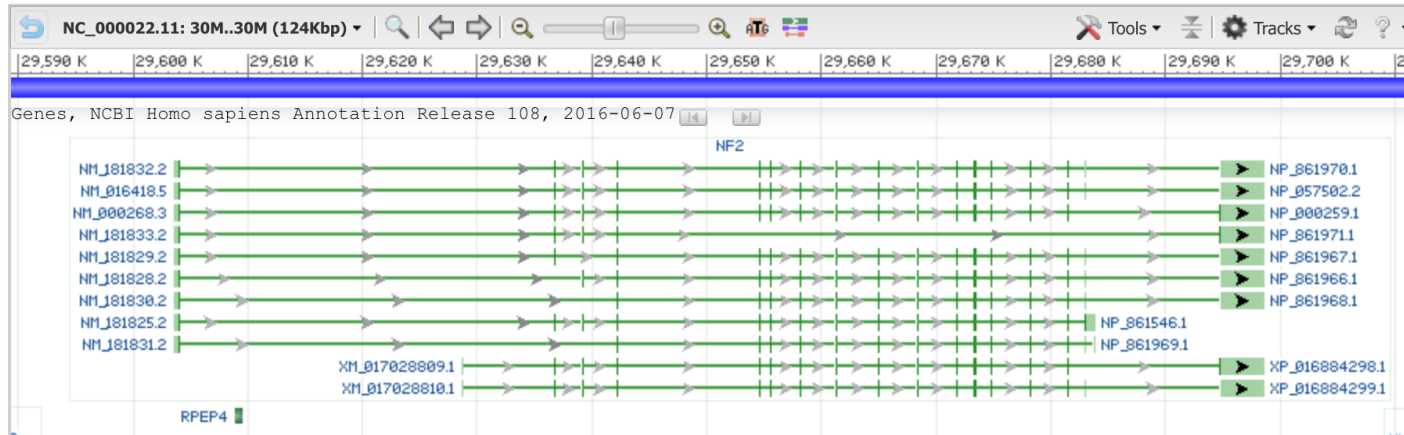 NC_000022.11: 30M..30M (124Kbp) Tools Tracks ?
29,590 K 29,600 K 29,610 K 29,620 K 29,630 K 29,640 K 29,650 K 29,660 K 29,670 K 29,680 K 29,690 K 29,700 K
Genes, NCBI Homo sapiens Annotation Release 108, 2016-06-07
NF2
NM_181832.2 NP_861970.1
NM_016418.5 NP_057502.2
NM_000268.3 NP_000259.1
NM_181833.2 NP_861971.1
NM_181829.2 NP_861967.1
NM_181828.2 NP_861966.1
NM_181830.2 NP_861968.1
NM_181825.2 NP_861546.1
NM_181831.2 NP_861969.1
XM_017028809.1 XP_016884298.1
XM_017028810.1 XP_016884299.1
RPEP4